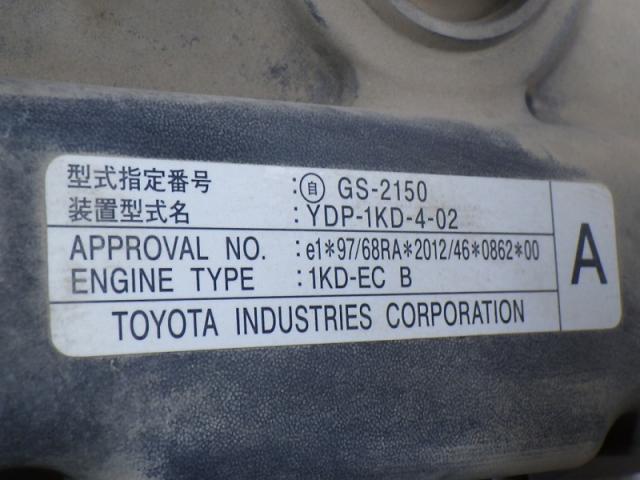 型式指定番号 :㊂ GS-2150
装置型式名 :YDP-1KD-4-02
APPROVAL NO. :e1*97/68RA*2012/46*0862*00
ENGINE TYPE :1KD-EC B
TOYOTA INDUSTRIES CORPORATION
A